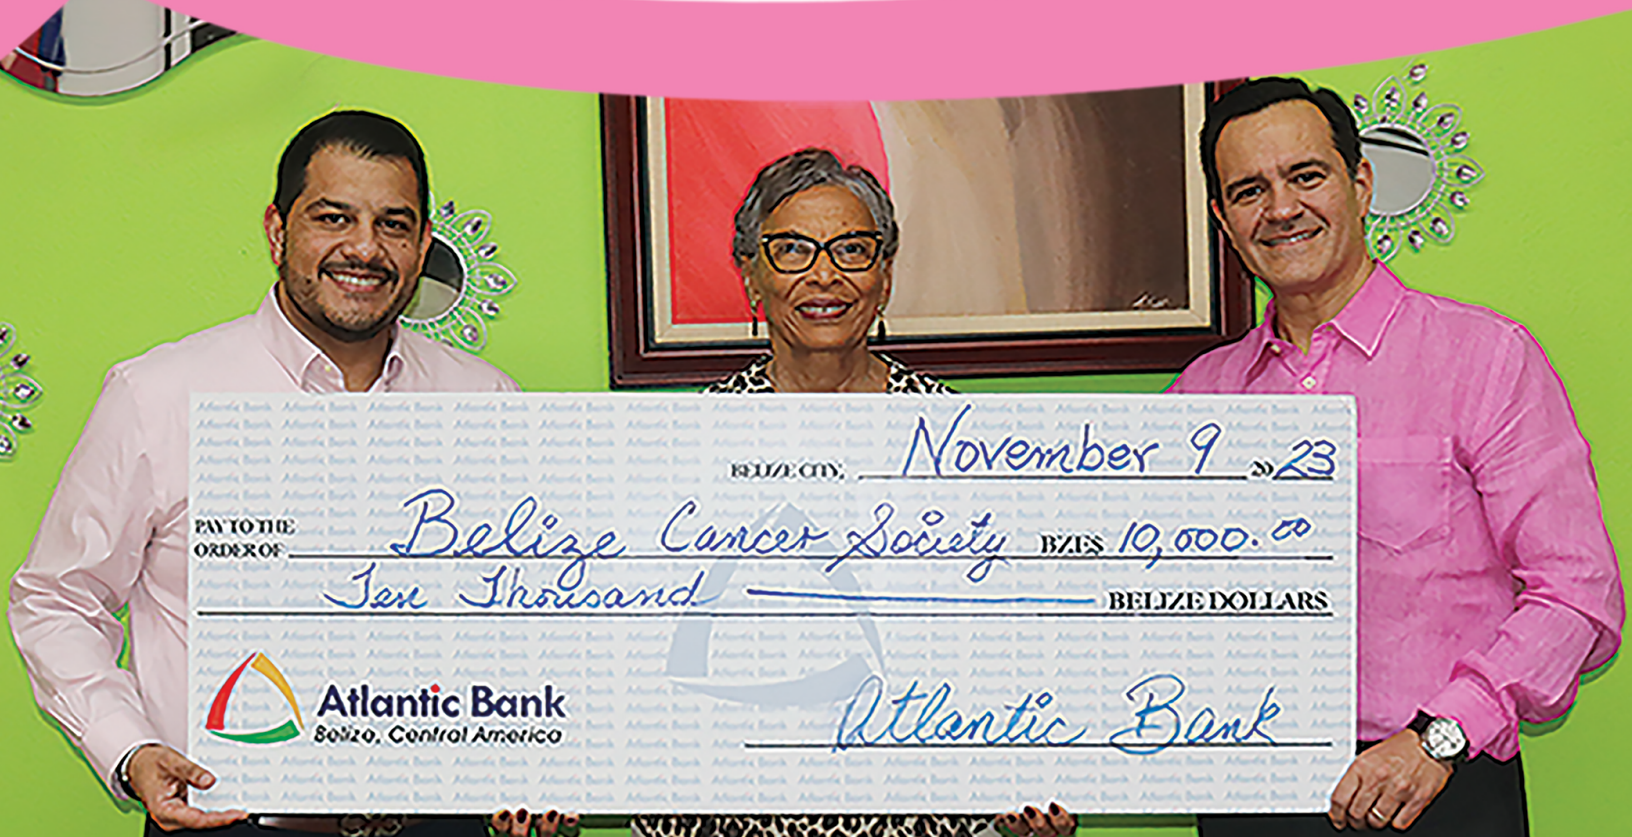 BELIZE CITY, November 9 2023
PAY TO THE
ORDER OF Belize Cancer Society BZE$ 10,000.00
Ten Thousand BELIZE DOLLARS
Atlantic Bank
Belize, Central America
Atlantic Bank